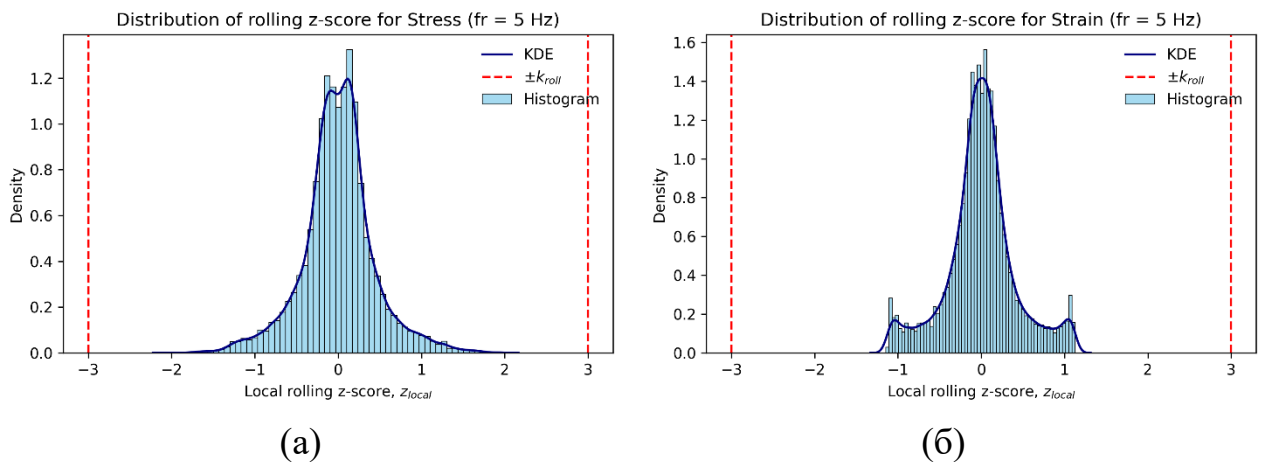 Distribution of rolling z-score for Stress (fr = 5 Hz)
KDE
±k_roll
Histogram
1.2
1.0
0.8
0.6
0.4
0.2
0.0
Density
−3
−2
−1
0
1
2
3
Local rolling z-score, z_local
(а)
Distribution of rolling z-score for Strain (fr = 5 Hz)
KDE
±k_roll
Histogram
1.6
1.4
1.2
1.0
0.8
0.6
0.4
0.2
0.0
Density
−3
−2
−1
0
1
2
3
Local rolling z-score, z_local
(б)